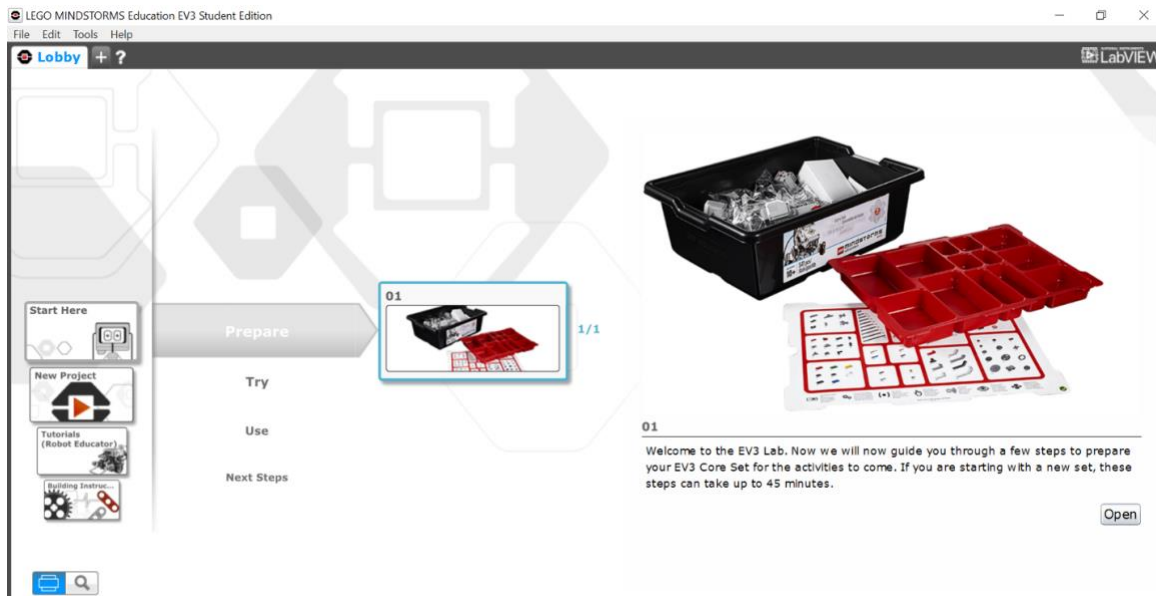 LEGO MINDSTORMS Education EV3 Student Edition
File Edit Tools Help
Lobby + ?
NATIONAL INSTRUMENTS
LabVIEW
Start Here
New Project
Tutorials
(Robot Educator)
Building Instruc...
Prepare
Try
Use
Next Steps
01
1/1
01
Welcome to the EV3 Lab. Now we will now guide you through a few steps to prepare
your EV3 Core Set for the activities to come. If you are starting with a new set, these
steps can take up to 45 minutes.
Open